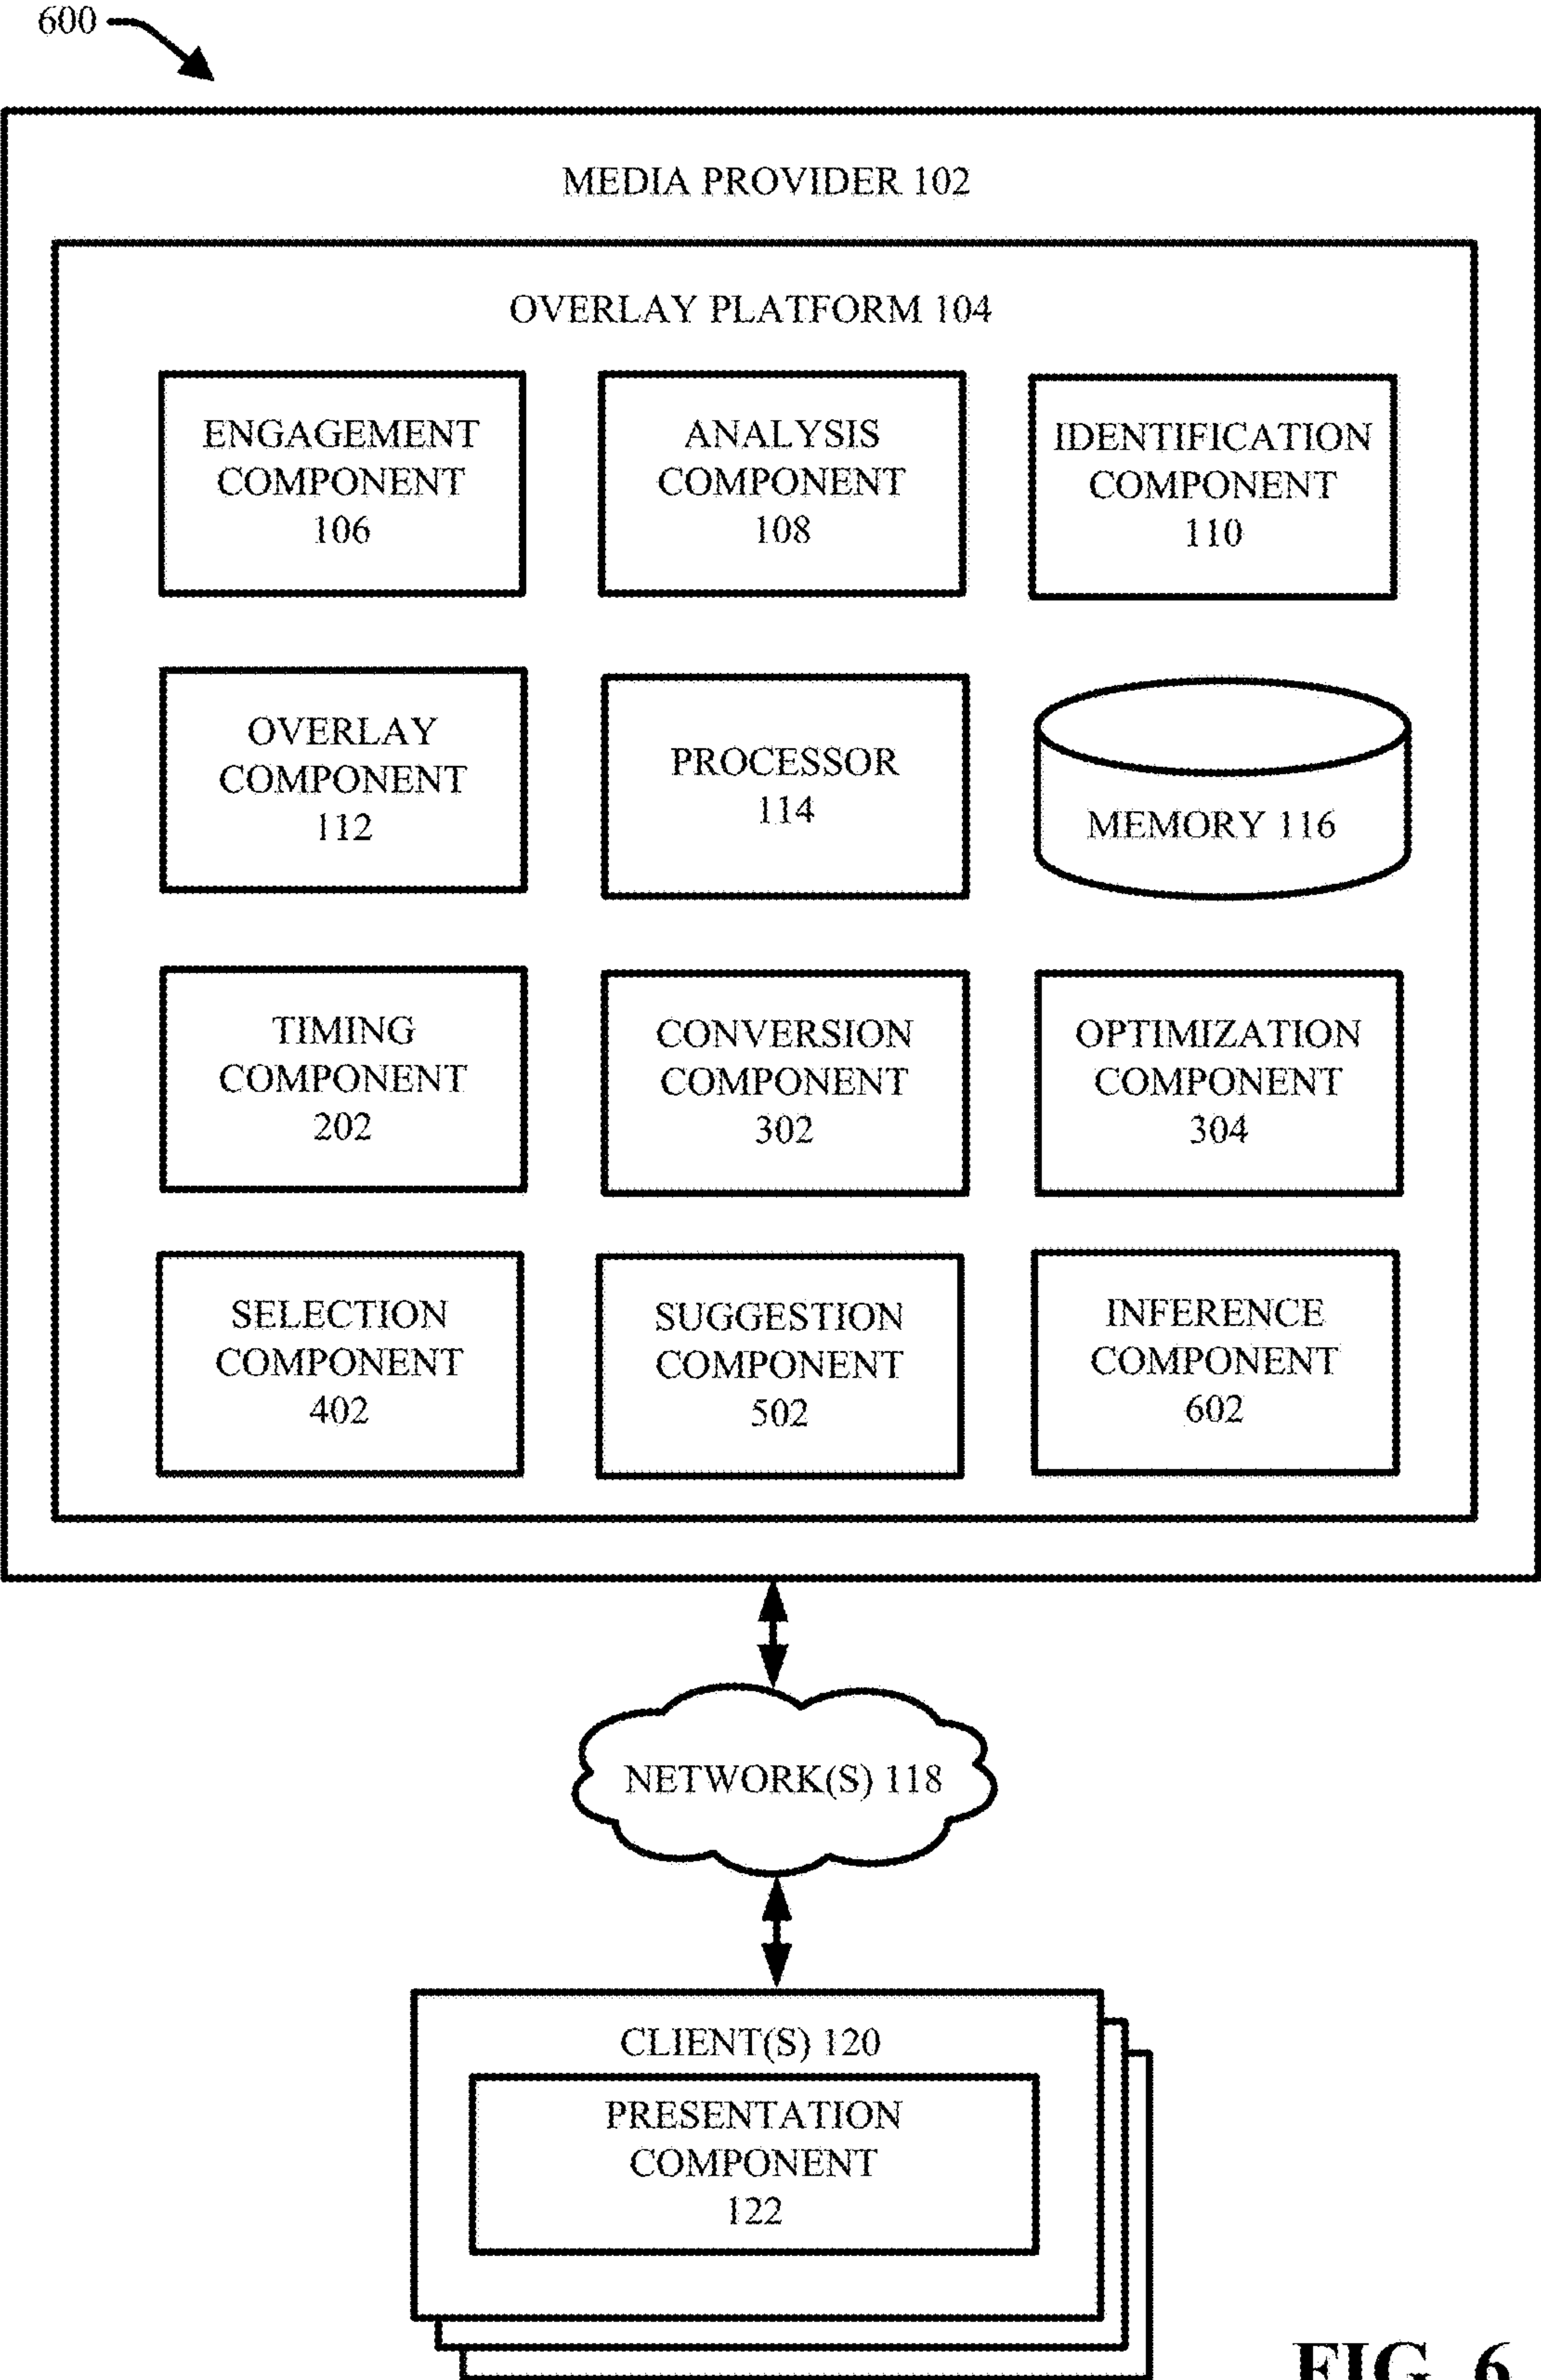 600
MEDIA PROVIDER 102
OVERLAY PLATFORM 104
ENGAGEMENT
COMPONENT
106
ANALYSIS
COMPONENT
108
IDENTIFICATION
COMPONENT
110
OVERLAY
COMPONENT
112
PROCESSOR
114
MEMORY 116
TIMING
COMPONENT
202
CONVERSION
COMPONENT
302
OPTIMIZATION
COMPONENT
304
SELECTION
COMPONENT
402
SUGGESTION
COMPONENT
502
INFERENCE
COMPONENT
602
NETWORK(S) 118
CLIENT(S) 120
PRESENTATION
COMPONENT
122
FIG. 6